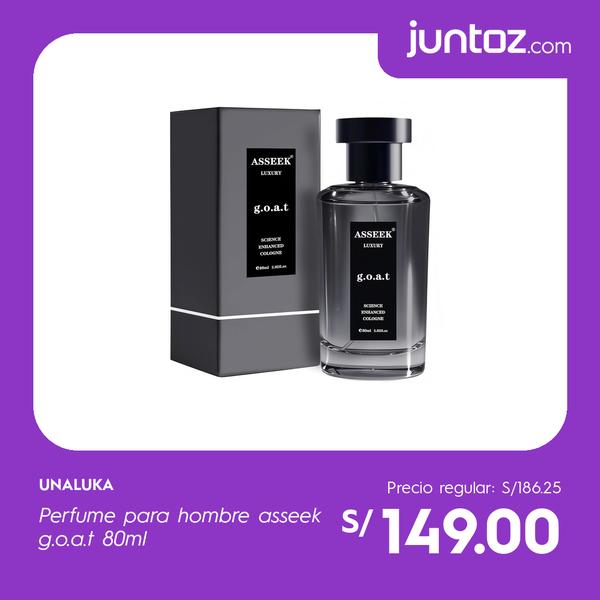 juntoz.com
ASSEEK®
LUXURY
g.o.a.t
SCIENCE
ENHANCED
COLOGNE
ASSEEK®
LUXURY
g.o.a.t
SCIENCE
ENHANCED
COLOGNE
UNALUKA
Perfume para hombre asseek
g.o.a.t 80ml
Precio regular: S/186.25
S/149.00